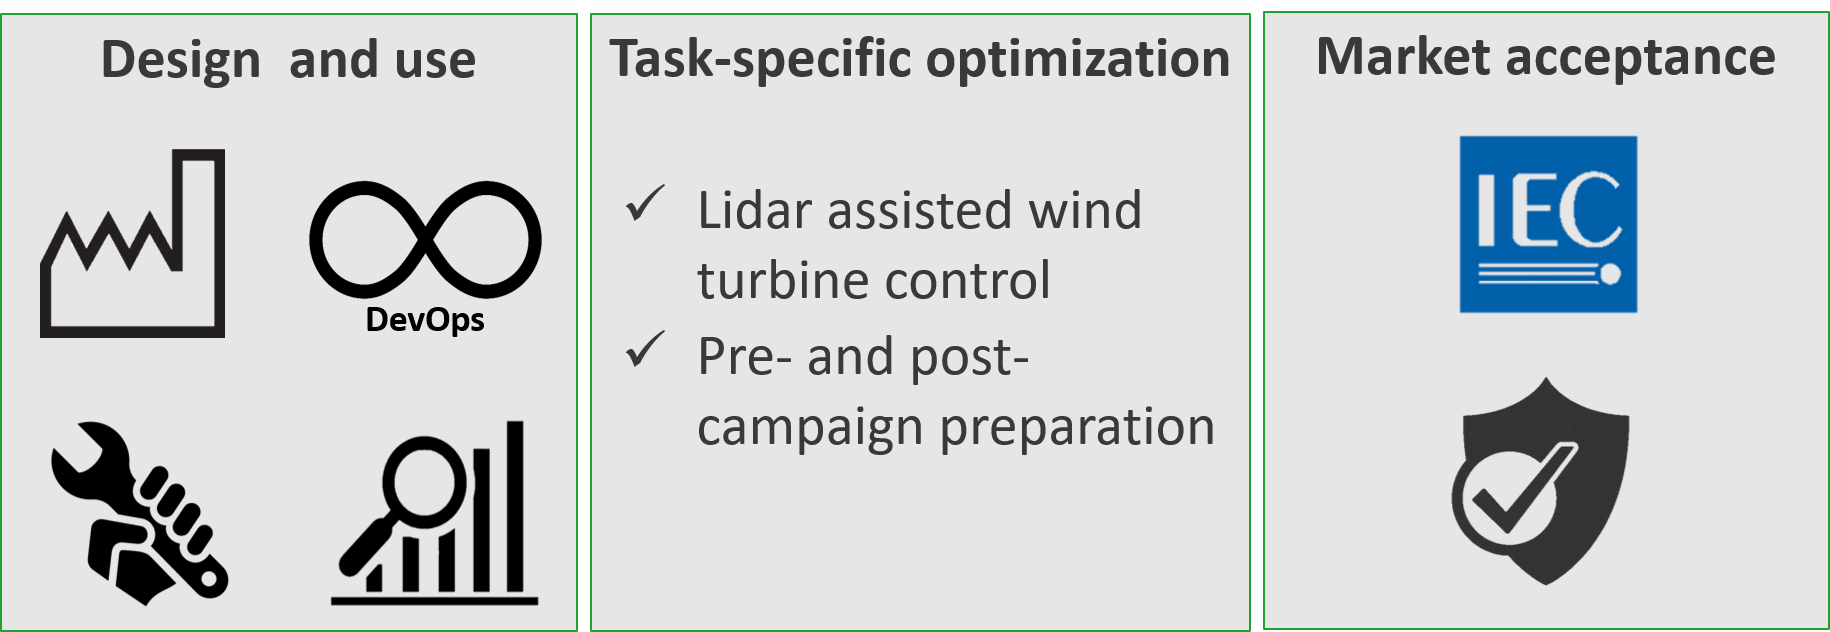 Design and use
DevOps
Task-specific optimization
✓ Lidar assisted wind
turbine control
✓ Pre- and post-
campaign preparation
Market acceptance
IEC